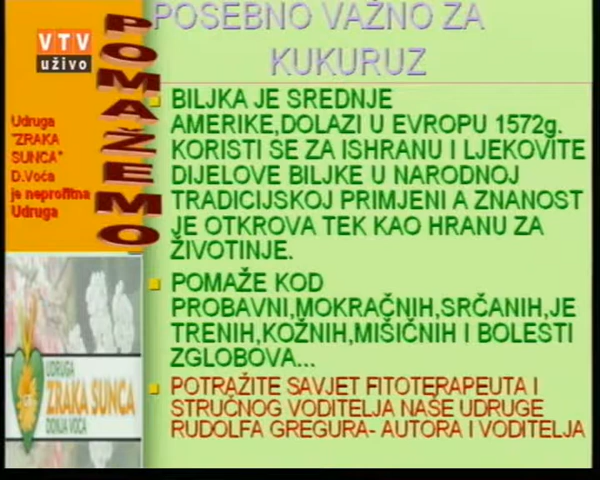 POSEBNO VAŽNO ZA
KUKURUZ
VTV
uživo
POMAŽEMO
Udruga
"ZRAKA
SUNCA"
D.Voća
je neprofitna
Udruga
BILJKA JE SREDNJE
AMERIKE,DOLAZI U EVROPU 1572g.
KORISTI SE ZA ISHRANU I LJEKOVITE
DIJELOVE BILJKE U NARODNOJ
TRADICIJSKOJ PRIMJENI A ZNANOST
JE OTKROVA TEK KAO HRANU ZA
ŽIVOTINJE.
POMAŽE KOD
PROBAVNI,MOKRAČNIH,SRČANIH,JE
TRENIH,KOŽNIH,MIŠIČNIH I BOLESTI
ZGLOBOVA...
POTRAŽITE SAVJET FITOTERAPEUTA I
STRUČNOG VODITELJA NAŠE UDRUGE
RUDOLFA GREGURA- AUTORA I VODITELJA
UDRUGA
ZRAKA SUNCA
DONJA VOĆA